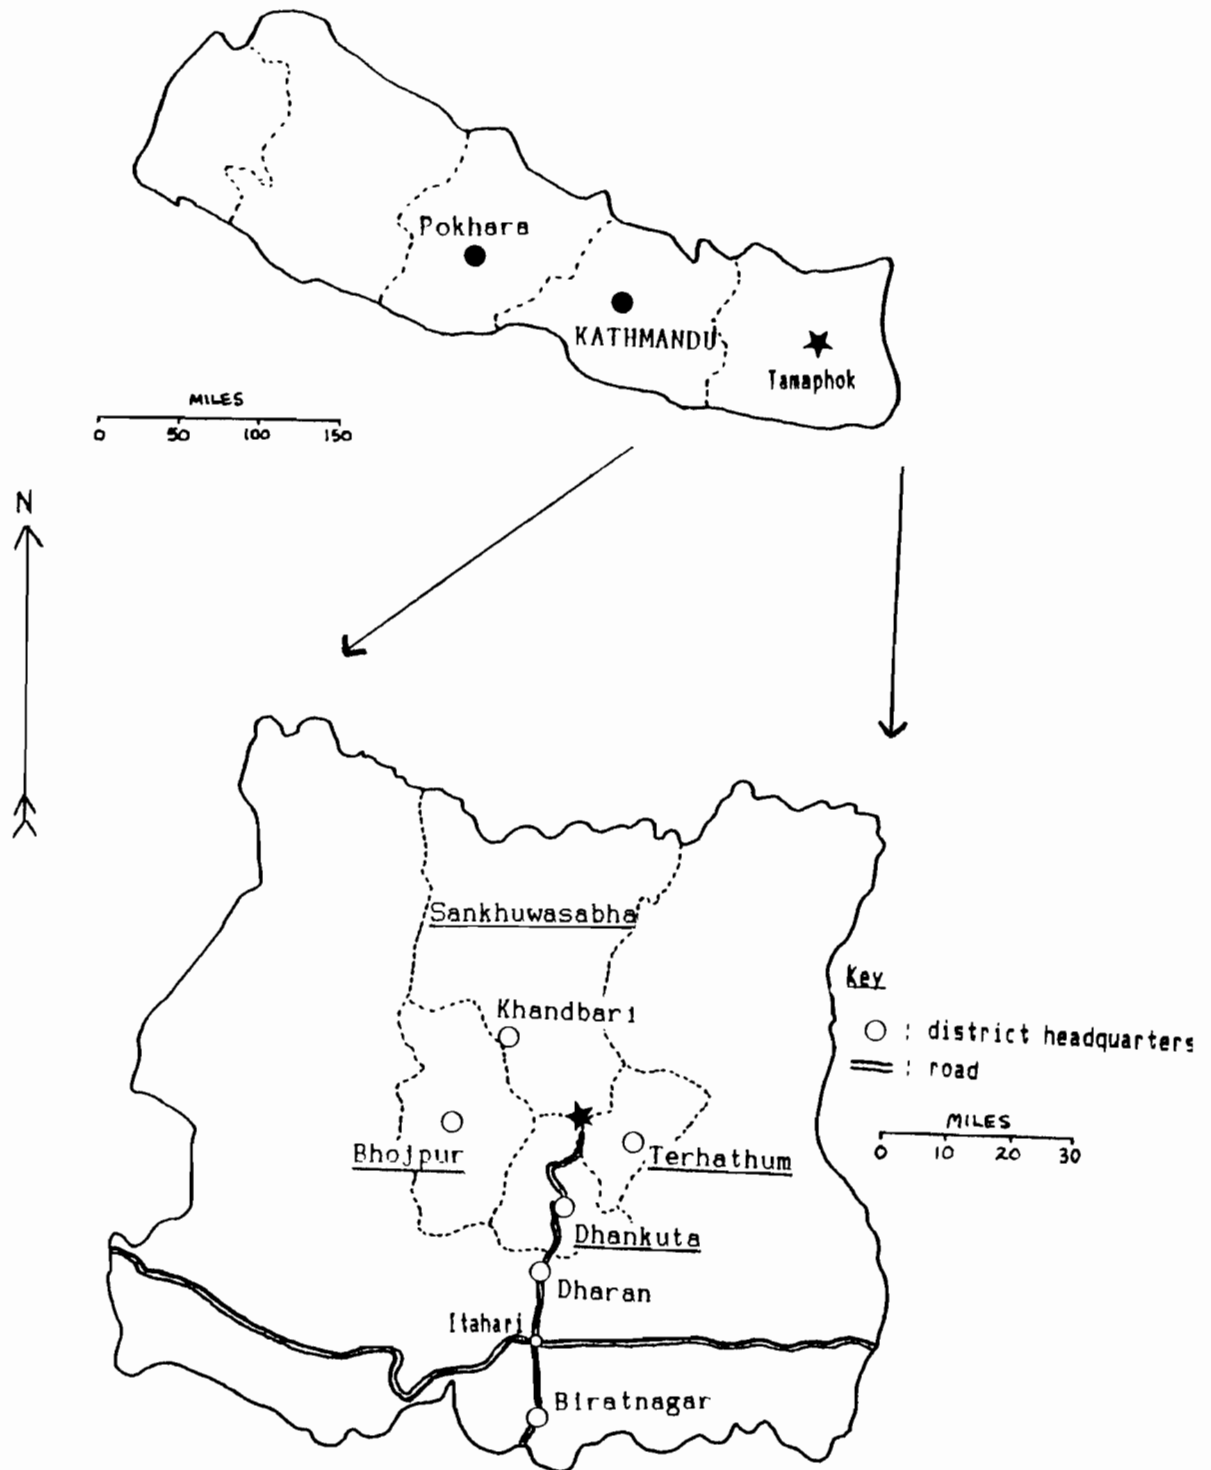 Pokhara
KATHMANDU
Tamaphok
MILES
0 50 100 150
N
Sankhuwasabha
Khandbari
Key
: district headquarters
: road
MILES
0 10 20 30
Bhojpur
Terhathum
Dhankuta
Dharan
Itahari
Biratnagar